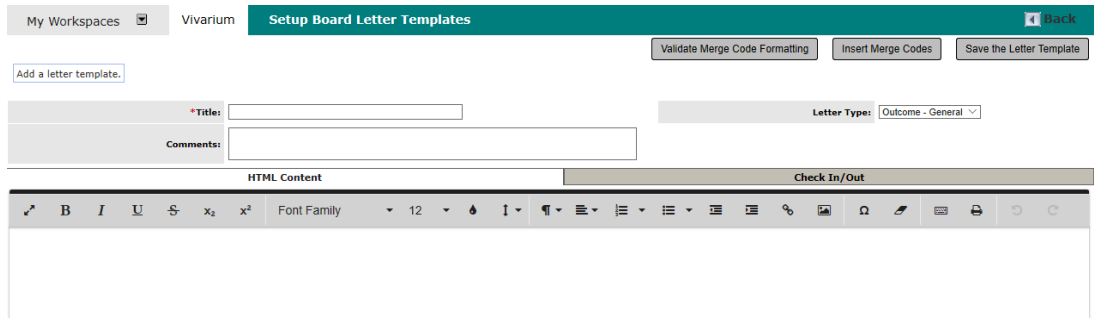 My Workspaces Vivarium Setup Board Letter Templates Back
Validate Merge Code Formatting Insert Merge Codes Save the Letter Template
Add a letter template.
*Title: Letter Type: Outcome - General
Comments:
HTML Content Check In/Out
B I U S x₂ x² Font Family 12 ¶ Ω